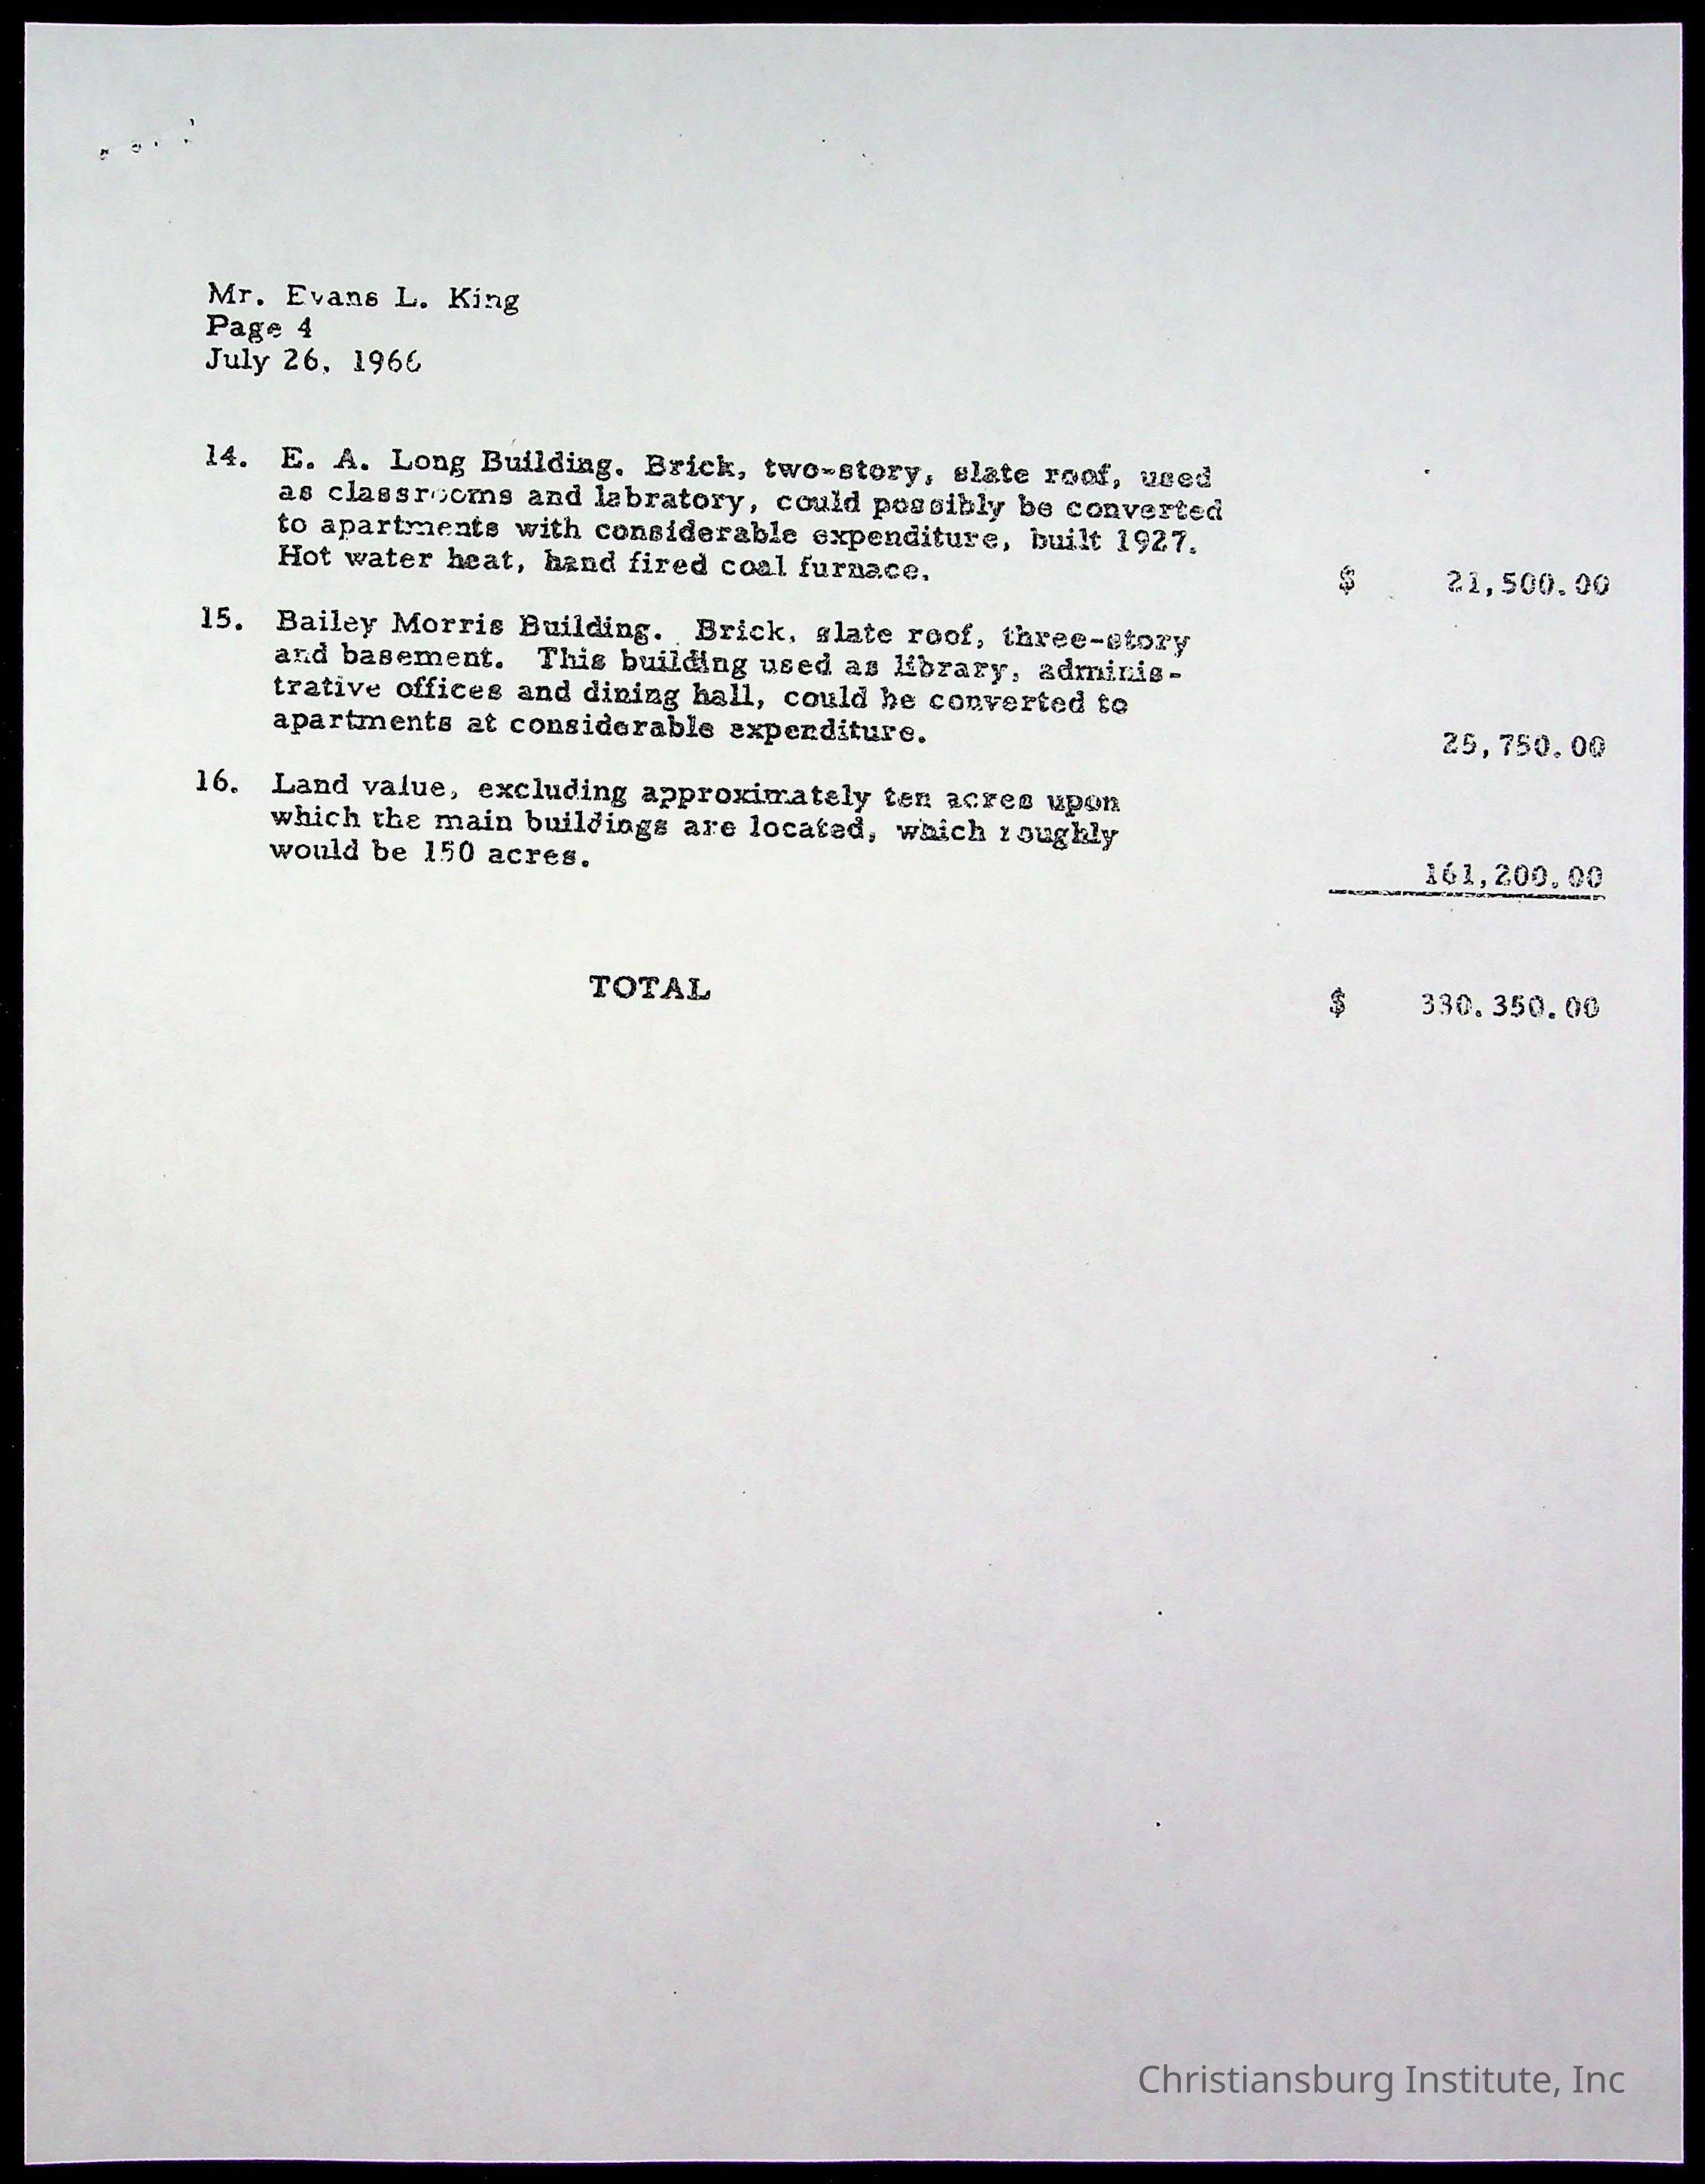 Mr. Evans L. King
Page 4
July 26, 1966
14. E. A. Long Building. Brick, two-story, slate roof, used
as classrooms and labratory, could possibly be converted
to apartments with considerable expenditure, built 1927.
Hot water heat, hand fired coal furnace.
$ 21,500.00
15. Bailey Morris Building. Brick, slate roof, three-story
and basement. This building used as library, adminis-
trative offices and dining hall, could be converted to
apartments at considerable expenditure.
25,750.00
16. Land value, excluding approximately ten acres upon
which the main buildings are located, which roughly
would be 150 acres.
161,200.00
TOTAL
$ 330.350.00
Christiansburg Institute, Inc